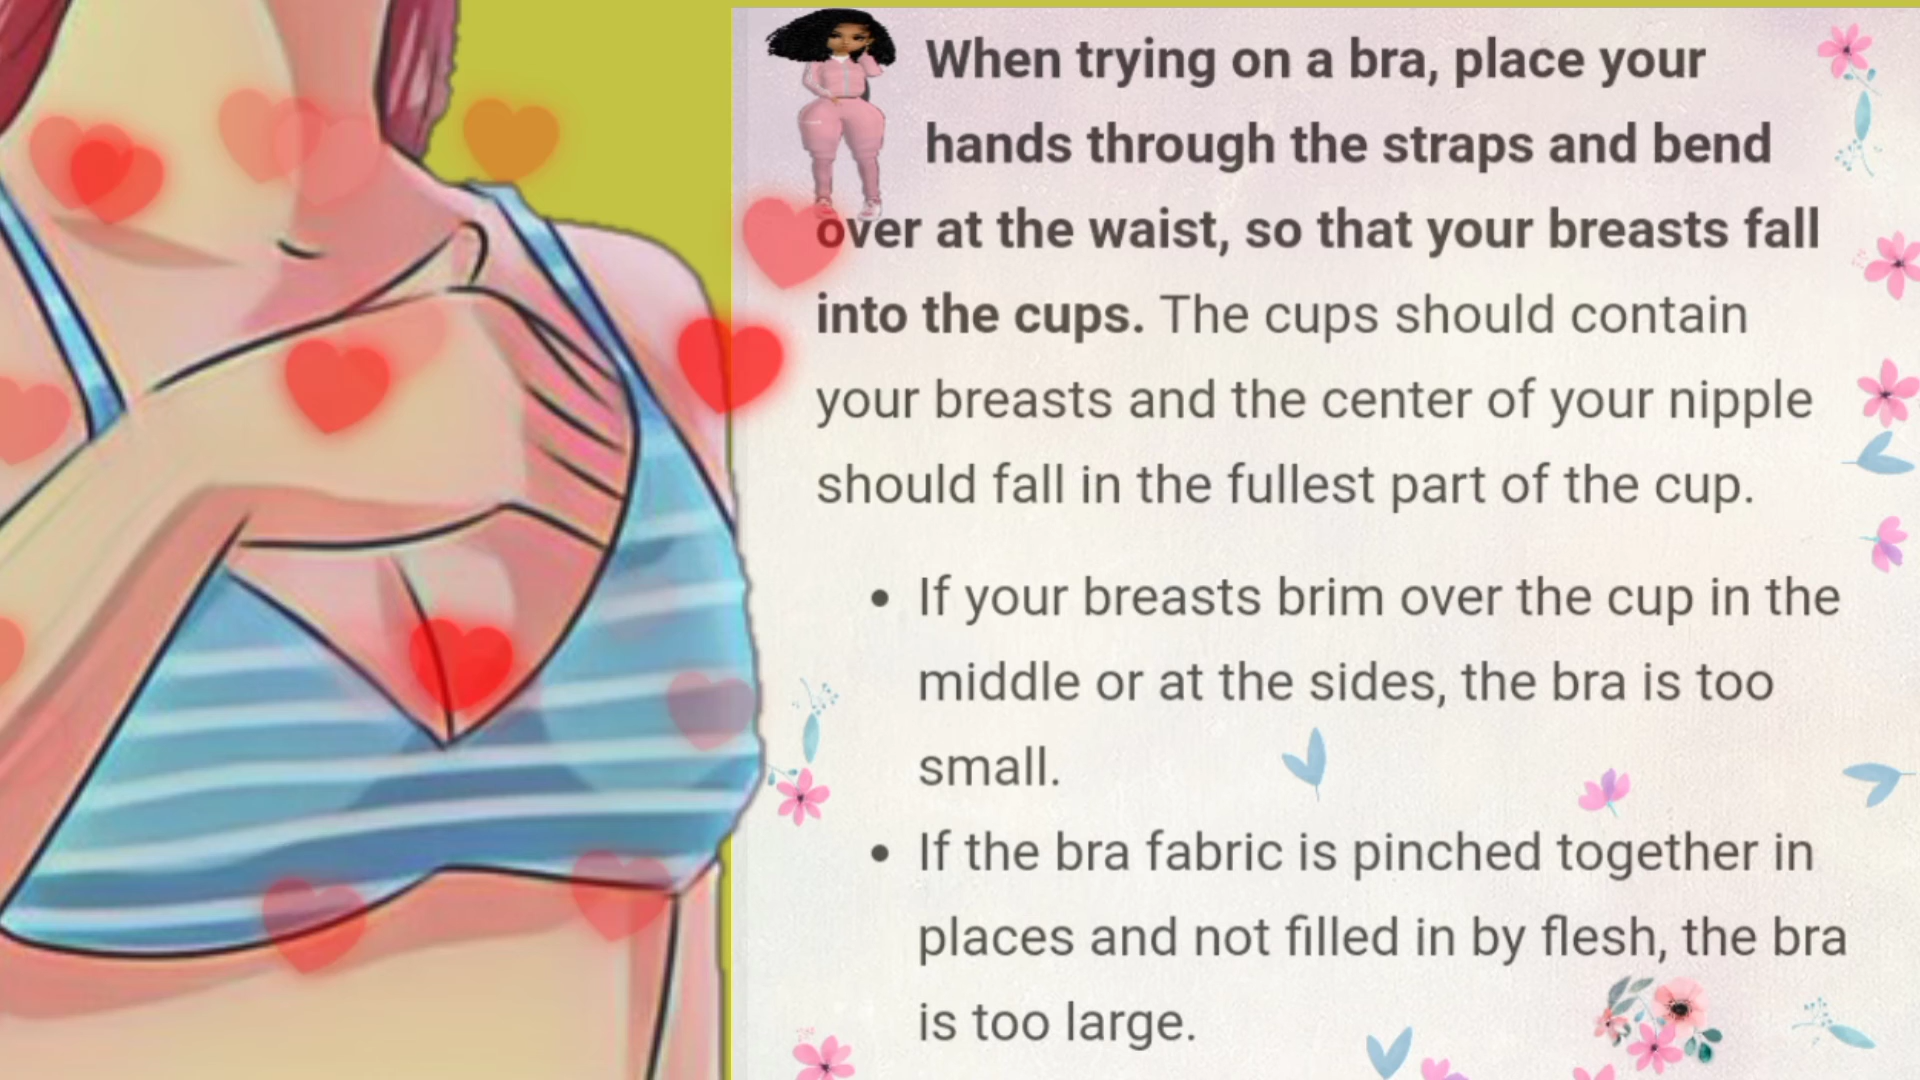 When trying on a bra, place your
hands through the straps and bend
over at the waist, so that your breasts fall
into the cups. The cups should contain
your breasts and the center of your nipple
should fall in the fullest part of the cup.
• If your breasts brim over the cup in the
middle or at the sides, the bra is too
small.
• If the bra fabric is pinched together in
places and not filled in by flesh, the bra
is too large.